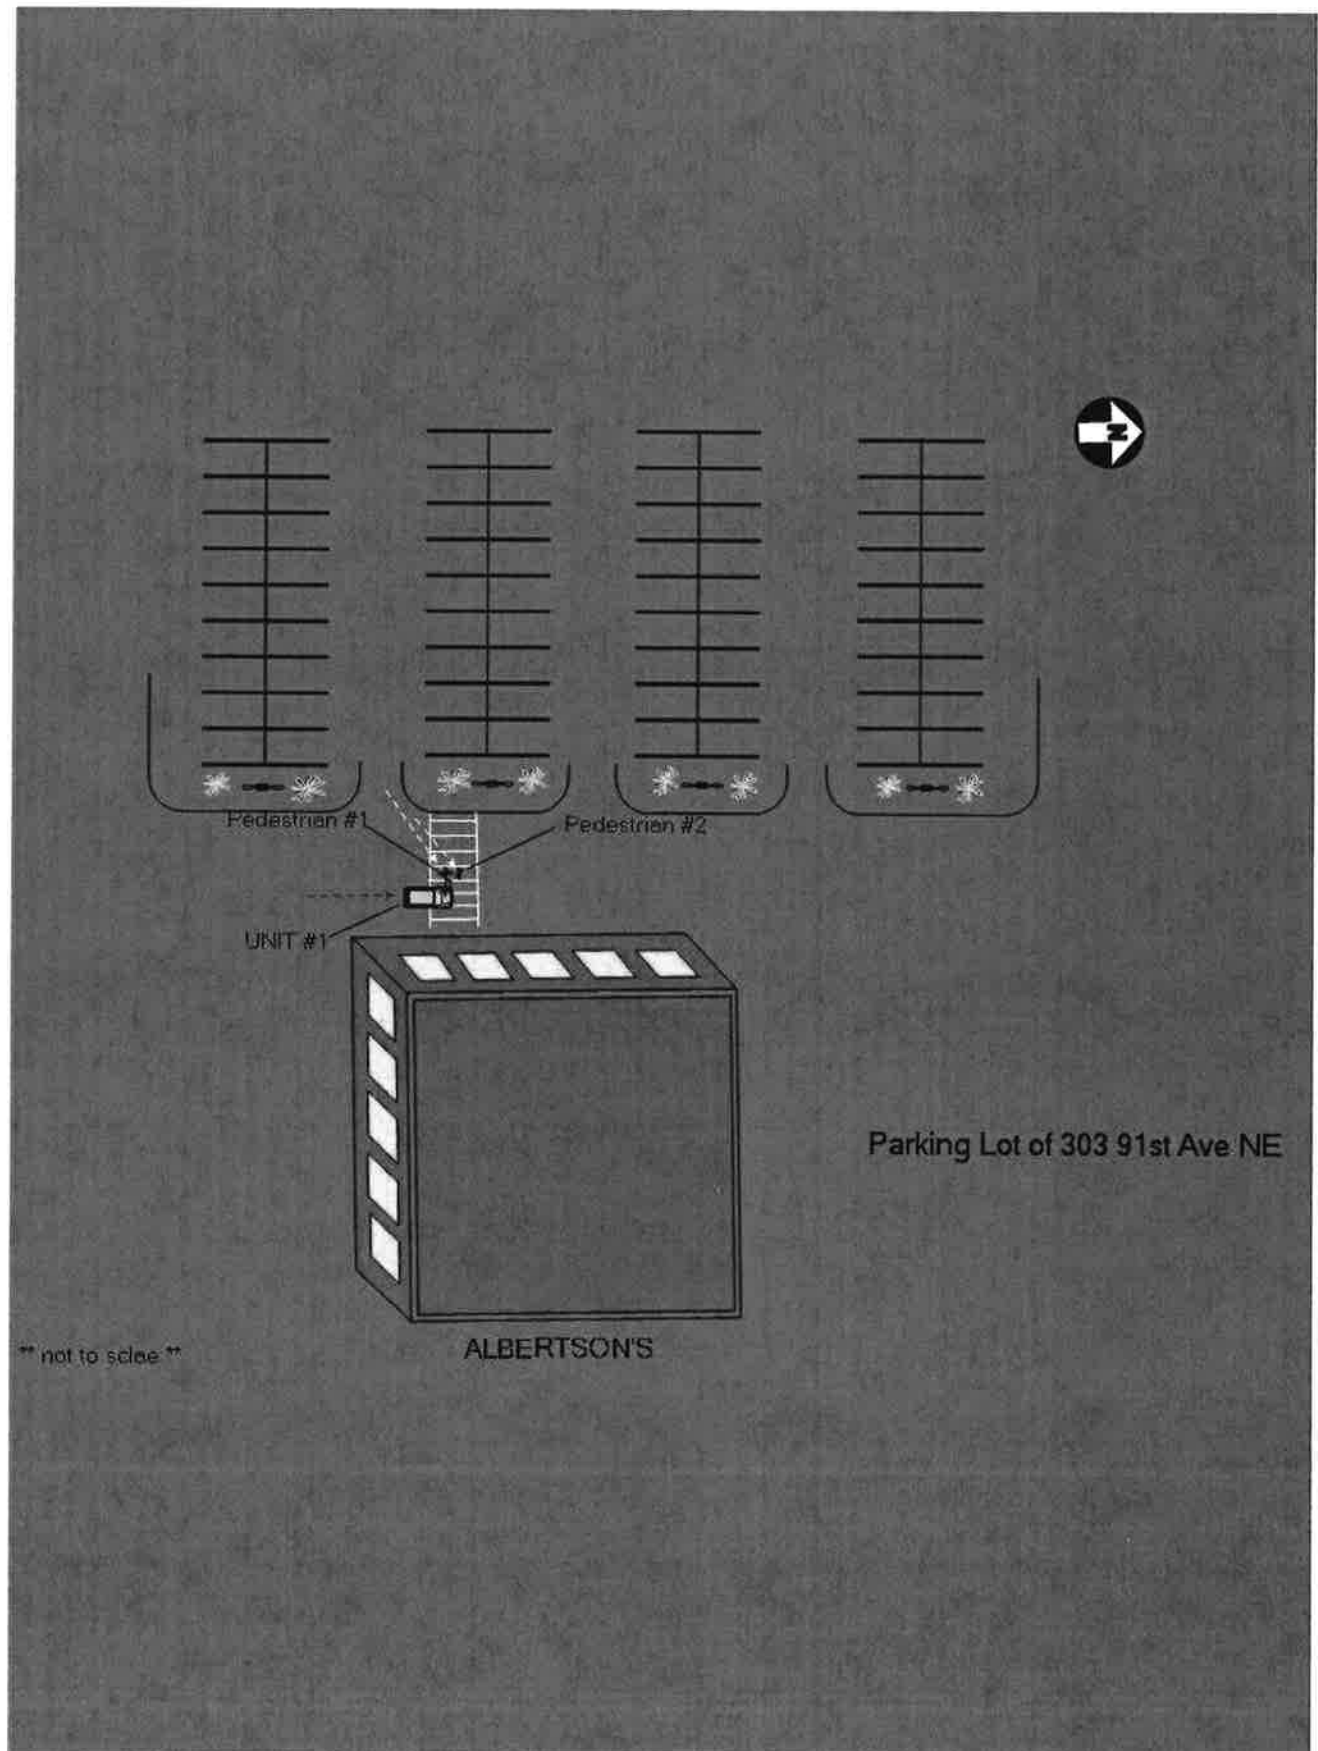 N
Pedestrian #1
Pedestrian #2
UNIT #1
Parking Lot of 303 91st Ave NE
ALBERTSON'S
** not to sclae **